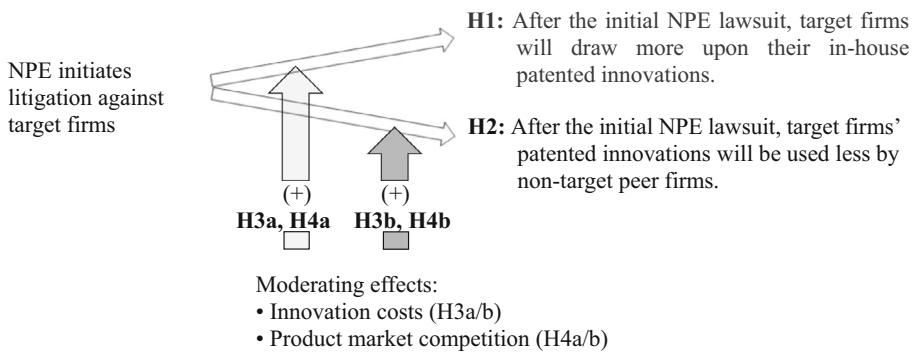 NPE initiates
litigation against
target firms
H1: After the initial NPE lawsuit, target firms
will draw more upon their in-house
patented innovations.
H2: After the initial NPE lawsuit, target firms’
patented innovations will be used less by
non-target peer firms.
(+) (+)
H3a, H4a H3b, H4b
Moderating effects:
• Innovation costs (H3a/b)
• Product market competition (H4a/b)